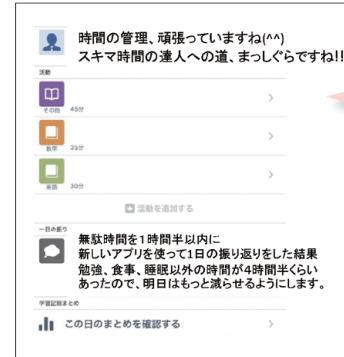 時間の管理、頑張っていますね(^^)
スキマ時間の達人への道、まっしぐらですね!!
活動
その他 45分
数学 35分
英語 30分
活動を追加する
一日の振り
無駄時間を1時間半以内に
新しいアプリを使って1日の振り返りをした結果
勉強、食事、睡眠以外の時間が4時間半くらい
あったので、明日はもっと減らせるようにします。
学習記録まとめ
この日のまとめを確認する